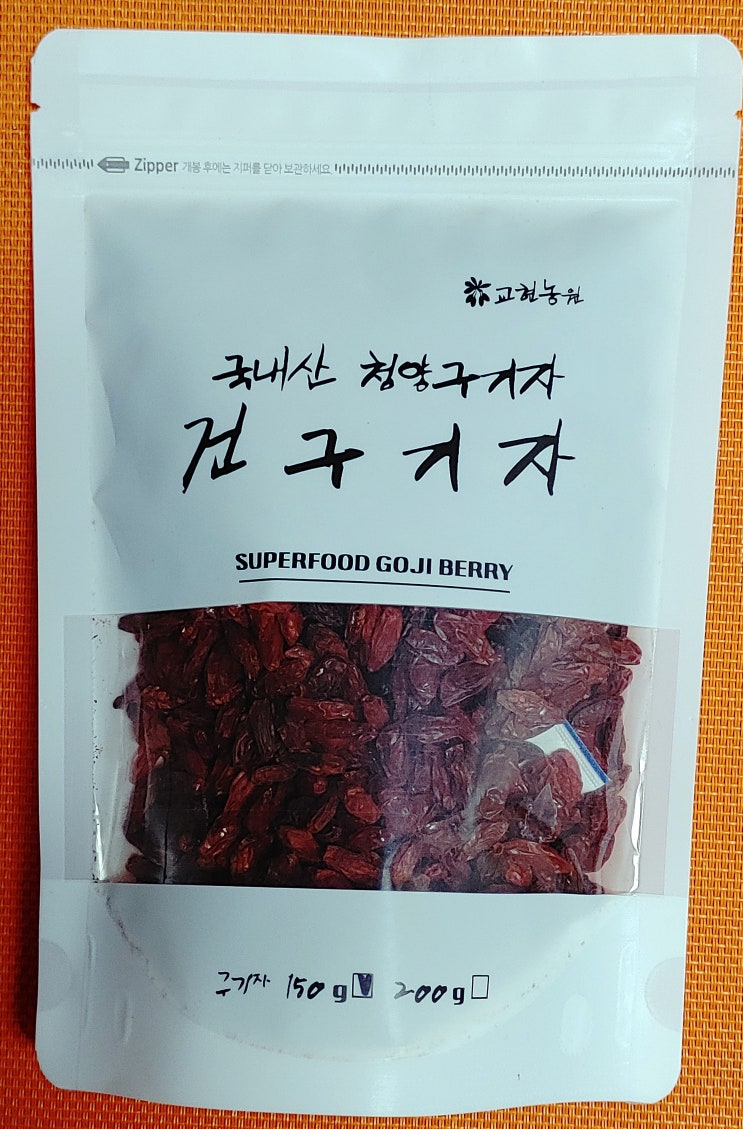 Zipper 개봉 후에는 지퍼를 닫아 보관하세요
교현농원
국내산 청양구기자
건구기자
SUPERFOOD GOJI BERRY
구기자 150g 200g